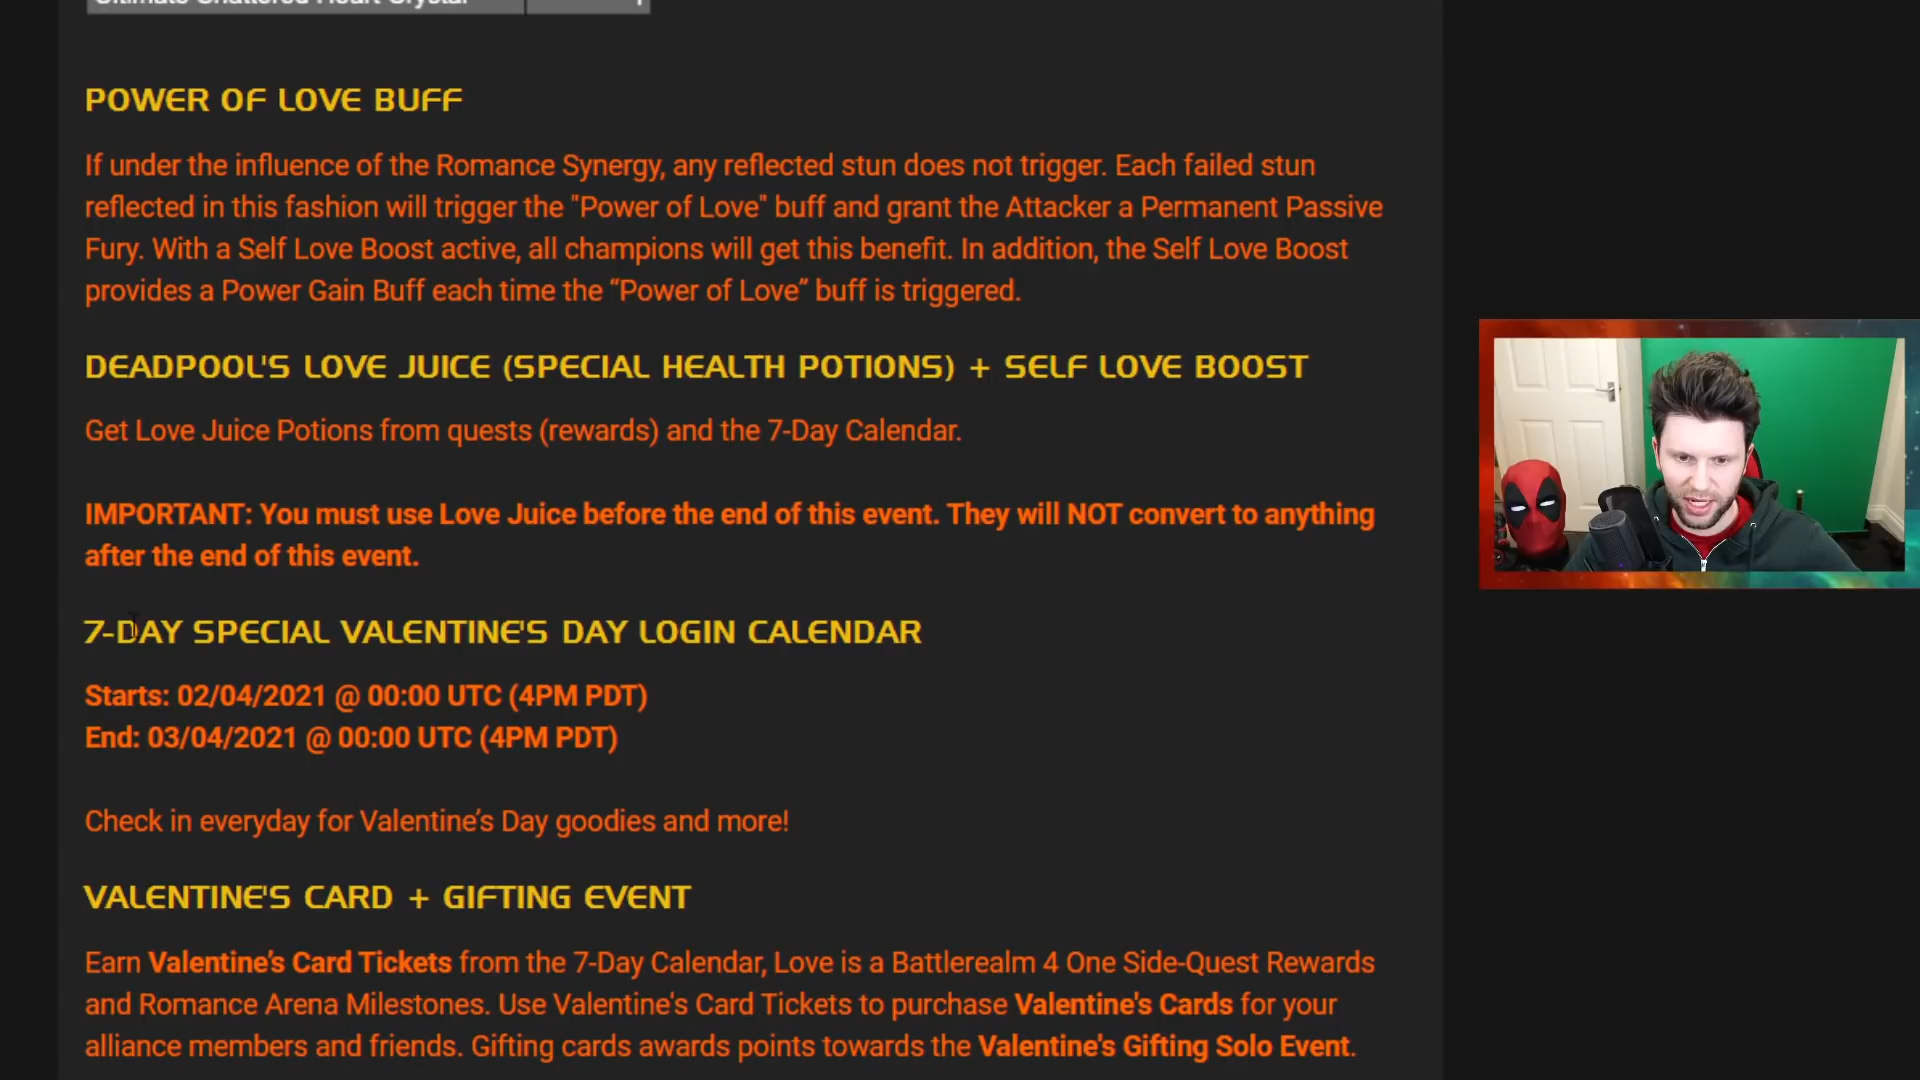 Ultimate Shattered Heart Crystal
POWER OF LOVE BUFF
If under the influence of the Romance Synergy, any reflected stun does not trigger. Each failed stun
reflected in this fashion will trigger the "Power of Love" buff and grant the Attacker a Permanent Passive
Fury. With a Self Love Boost active, all champions will get this benefit. In addition, the Self Love Boost
provides a Power Gain Buff each time the “Power of Love” buff is triggered.
DEADPOOL'S LOVE JUICE (SPECIAL HEALTH POTIONS) + SELF LOVE BOOST
Get Love Juice Potions from quests (rewards) and the 7-Day Calendar.
IMPORTANT: You must use Love Juice before the end of this event. They will NOT convert to anything
after the end of this event.
7-DAY SPECIAL VALENTINE'S DAY LOGIN CALENDAR
Starts: 02/04/2021 @ 00:00 UTC (4PM PDT)
End: 03/04/2021 @ 00:00 UTC (4PM PDT)
Check in everyday for Valentine’s Day goodies and more!
VALENTINE'S CARD + GIFTING EVENT
Earn Valentine’s Card Tickets from the 7-Day Calendar, Love is a Battlerealm 4 One Side-Quest Rewards
and Romance Arena Milestones. Use Valentine's Card Tickets to purchase Valentine's Cards for your
alliance members and friends. Gifting cards awards points towards the Valentine's Gifting Solo Event.